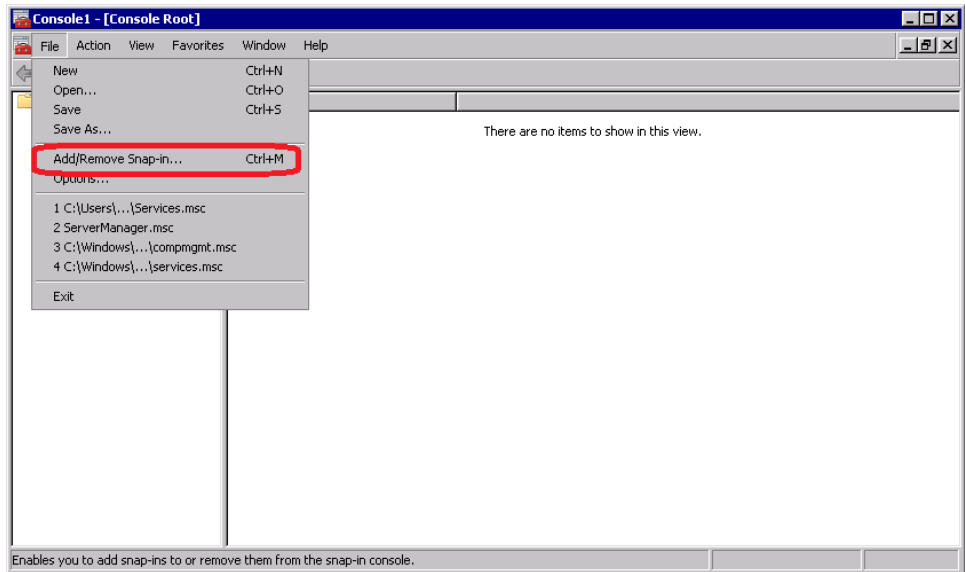 Console1 - [Console Root]
File Action View Favorites Window Help
New Ctrl+N
Open... Ctrl+O
Save Ctrl+S
Save As...
There are no items to show in this view.
Add/Remove Snap-in... Ctrl+M
Options...
1 C:\Users\...\Services.msc
2 ServerManager.msc
3 C:\Windows\...\compmgmt.msc
4 C:\Windows\...\services.msc
Exit
Enables you to add snap-ins to or remove them from the snap-in console.